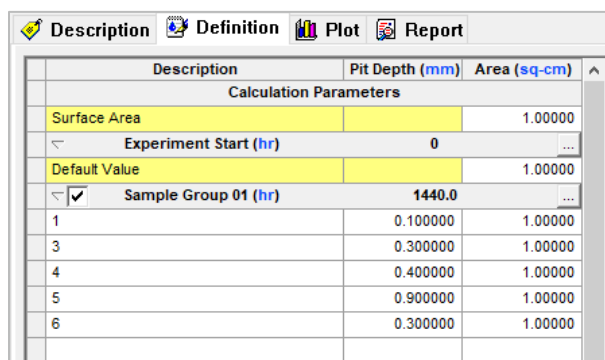 Description Definition Plot Report
Description Pit Depth (mm) Area (sq-cm)
Calculation Parameters
Surface Area 1.00000
Experiment Start (hr) 0 ...
Default Value 1.00000
Sample Group 01 (hr) 1440.0 ...
1 0.100000 1.00000
3 0.300000 1.00000
4 0.400000 1.00000
5 0.900000 1.00000
6 0.300000 1.00000